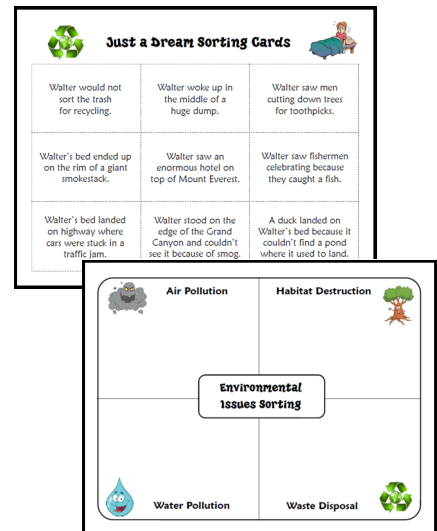 Just a Dream Sorting Cards
Walter would not
sort the trash
for recycling.
Walter woke up in
the middle of a
huge dump.
Walter saw men
cutting down trees
for toothpicks.
Walter's bed ended up
on the rim of a giant
smokestack.
Walter saw an
enormous hotel on
top of Mount Everest.
Walter saw fishermen
celebrating because
they caught a fish.
Walter's bed landed
on highway where
cars were stuck in a
traffic jam.
Walter stood on the
edge of the Grand
Canyon and couldn't
see it because of smog.
A duck landed on
Walter's bed because it
couldn't find a pond
where it used to land.
Air Pollution
Habitat Destruction
Environmental
Issues Sorting
Water Pollution
Waste Disposal